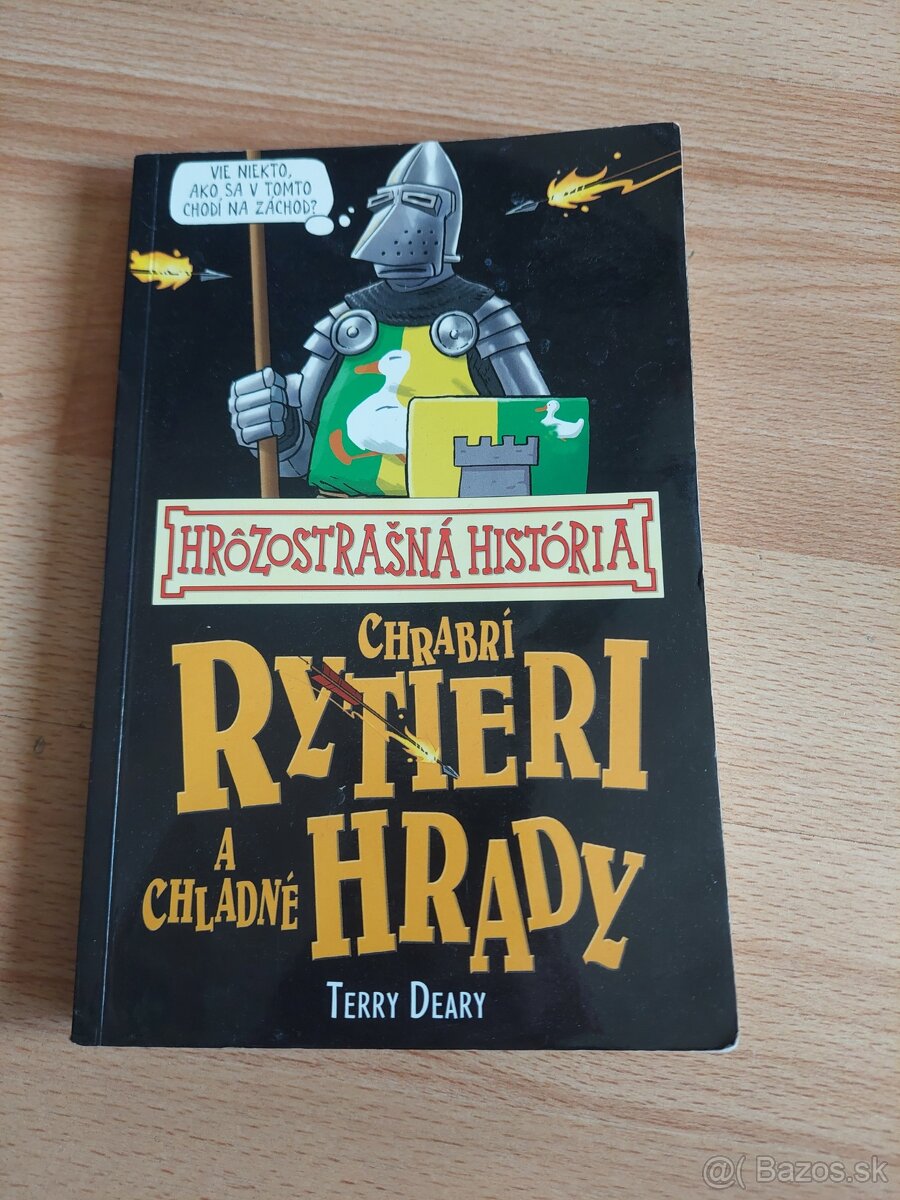 VIE NIEKTO,
AKO SA V TOMTO
CHODÍ NA ZÁCHOD?
HRÔZOSTRAŠNÁ HISTÓRIA
CHRABRÍ
RYTIERI
A
CHLADNÉ
HRADY
TERRY DEARY
@( Bazos.sk